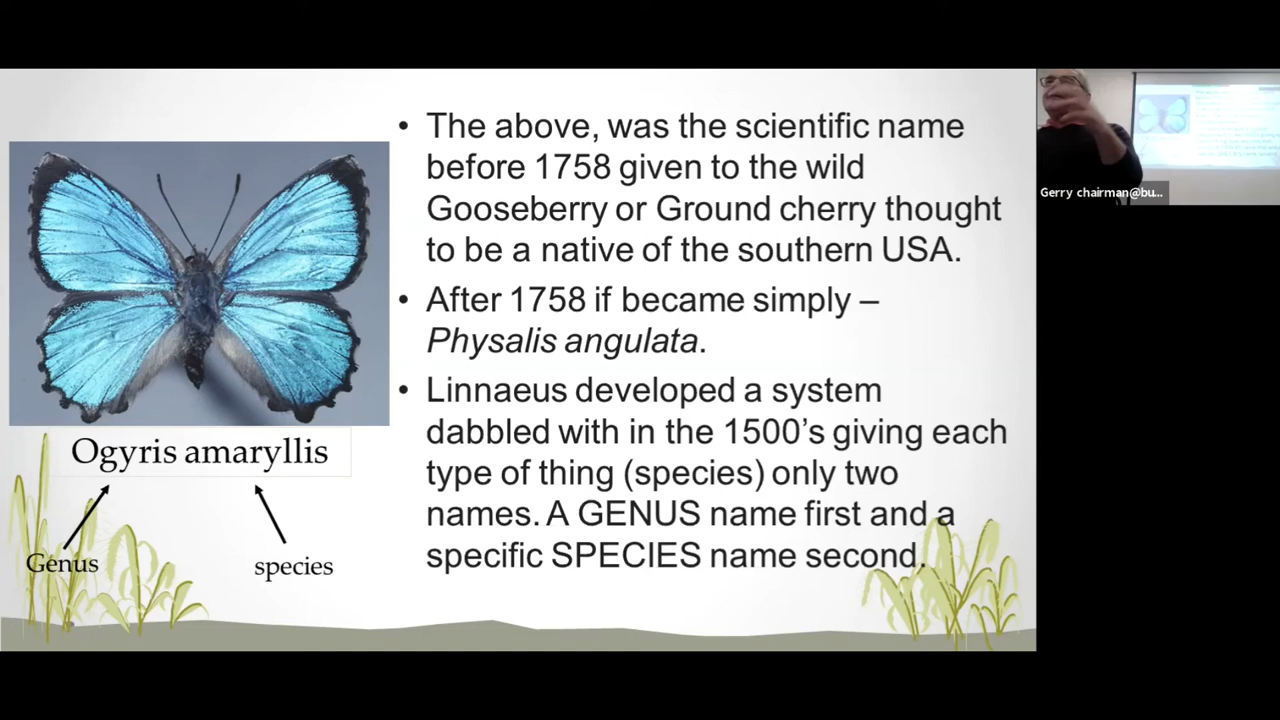 • The above, was the scientific name
before 1758 given to the wild
Gooseberry or Ground cherry thought
to be a native of the southern USA.
• After 1758 if became simply –
Physalis angulata.
• Linnaeus developed a system
dabbled with in the 1500’s giving each
type of thing (species) only two
names. A GENUS name first and a
specific SPECIES name second.
Ogyris amaryllis
Genus
species
Gerry chairman@bu...